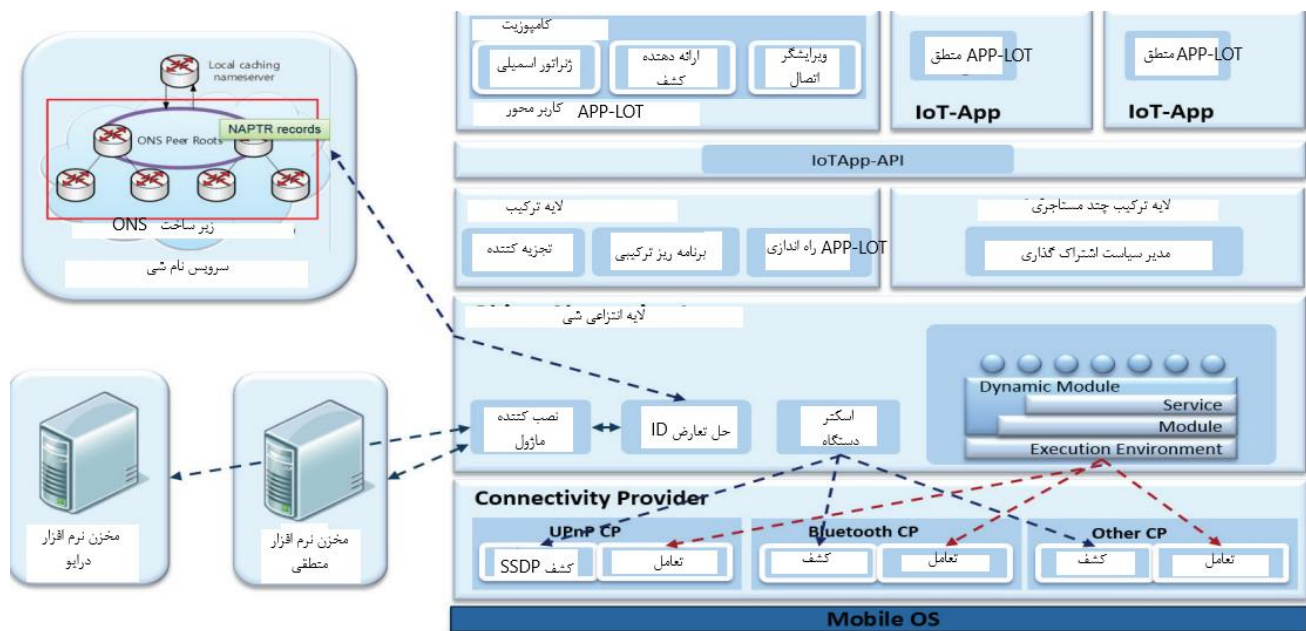 Local caching
nameserver
NAPTR records
ONS Peer Roots
زیر ساخت ONS
سرویس نام شی
کامپوزیت
ژنراتور اسمیلی
ارائه دهنده
کشف
ویرایشگر
اتصال
APP-LOT کاربر محور
APP-LOT منطق
IoT-App
APP-LOT منطق
IoT-App
IoTApp-API
لایه ترکیب
تجزیه کننده
برنامه ریز ترکیبی
APP-LOT راه اندازی
لایه ترکیب چند مستاجری
مدیر سیاست اشتراک گذاری
لایه انتزاعی شی
نصب کننده
ماژول
حل تعارض ID
اسکنر
دستگاه
Dynamic Module
Service
Module
Execution Environment
مخزن نرم افزار
درایو
مخزن نرم افزار
منطقی
Connectivity Provider
UPnP CP
کشف SSDP
تعامل
Bluetooth CP
کشف
تعامل
Other CP
کشف
تعامل
Mobile OS